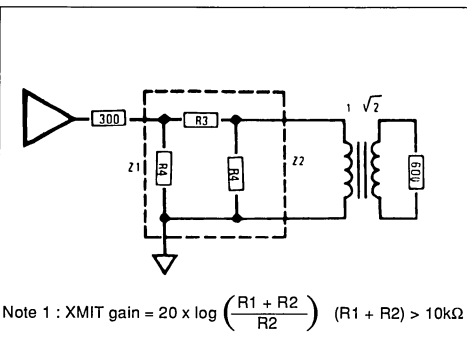 1 √2
300
R3
Z1
R4
R4
Z2
600
Note 1 : XMIT gain = 20 x log ( (R1 + R2) / R2 ) (R1 + R2) > 10kΩ